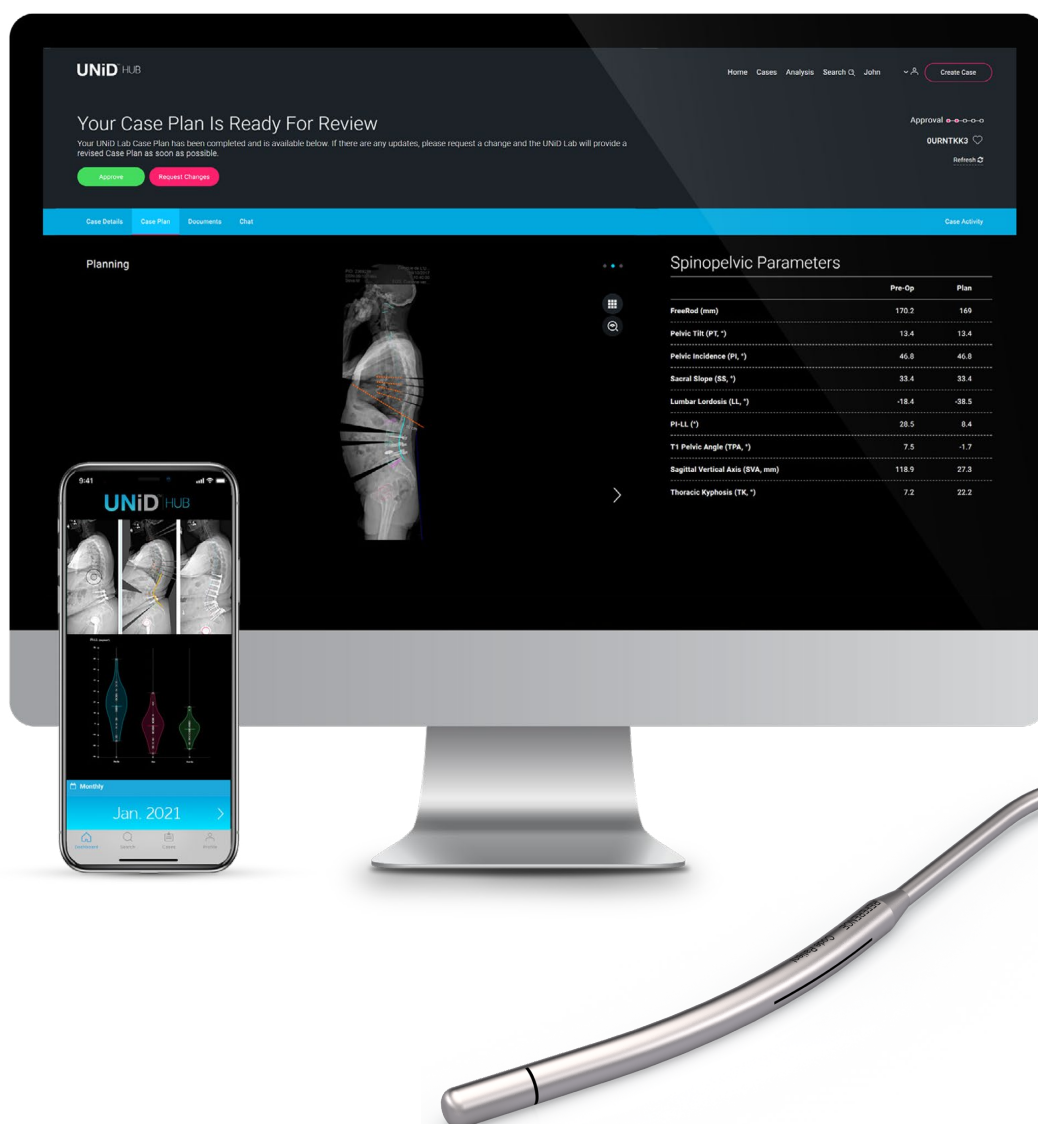 UNiD™ HUB
Home Cases Analysis Search John
Create Case
Your Case Plan Is Ready For Review
Your UNiD Lab Case Plan has been completed and is available below. If there are any updates, please request a change and the UNiD Lab will provide a
revised Case Plan as soon as possible.
Approve Request Changes
Approval
0URNTKK3
Refresh
Case Details Case Plan Documents Chat Case Activity
Planning
Spinopelvic Parameters
Pre-Op Plan
FreeRod (mm) 170.2 169
Pelvic Tilt (PT, °) 13.4 13.4
Pelvic Incidence (PI, °) 46.8 46.8
Sacral Slope (SS, °) 33.4 33.4
Lumbar Lordosis (LL, °) -18.4 -38.5
PI-LL (°) 28.5 8.4
T1 Pelvic Angle (TPA, °) 7.5 -1.7
Sagittal Vertical Axis (SVA, mm) 118.9 27.3
Thoracic Kyphosis (TK, °) 7.2 22.2
9:41
UNiD™ HUB
Monthly
Jan. 2021
Dashboard Search Cases Profile
REFERENCE Code Patient